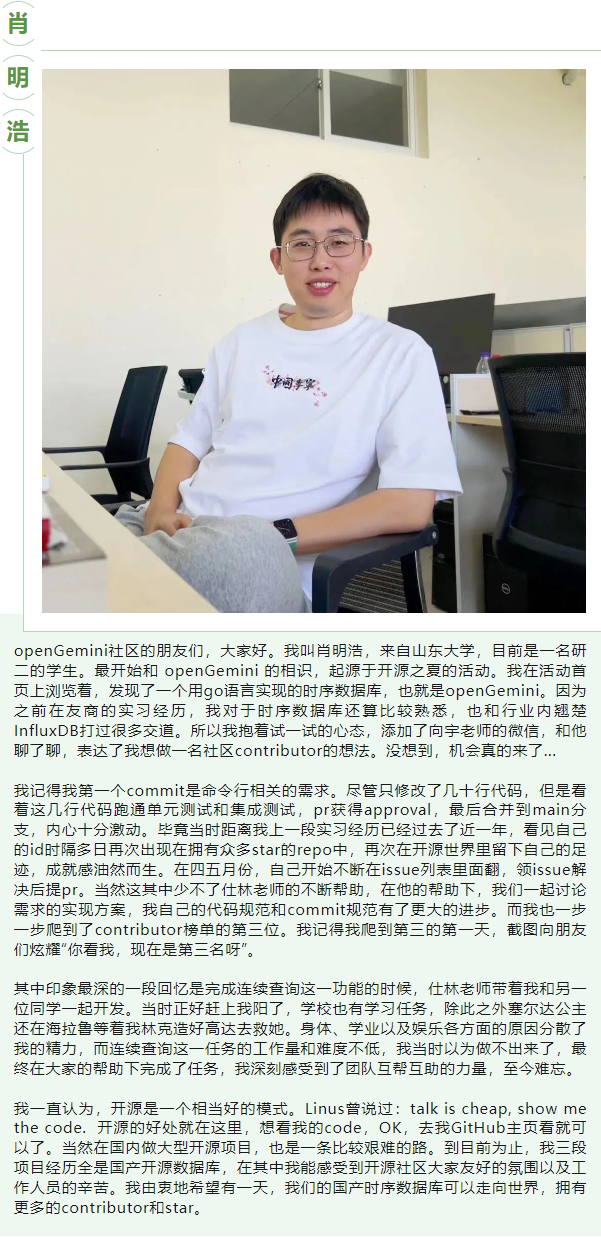 肖
明
浩
中国李宁
openGemini社区的朋友们，大家好。我叫肖明浩，来自山东大学，目前是一名研
二的学生。最开始和 openGemini 的相识，起源于开源之夏的活动。我在活动首
页上浏览着，发现了一个用go语言实现的时序数据库，也就是openGemini。因为
之前在友商的实习经历，我对于时序数据库还算比较熟悉，也和行业内翘楚
InfluxDB打过很多交道。所以我抱着试一试的心态，添加了向宇老师的微信，和他
聊了聊，表达了我想做一名社区contributor的想法。没想到，机会真的来了...
我记得我第一个commit是命令行相关的需求。尽管只修改了几十行代码，但是看
着这几行代码跑通单元测试和集成测试，pr获得approval，最后合并到main分
支，内心十分激动。毕竟当时距离我上一段实习经历已经过去了近一年，看见自己
的id时隔多日再次出现在拥有众多star的repo中，再次在开源世界里留下自己的足
迹，成就感油然而生。在四五月份，自己开始不断在issue列表里面翻，领issue解
决后提pr。当然这其中少不了仕林老师的不断帮助，在他的帮助下，我们一起讨论
需求的实现方案，我自己的代码规范和commit规范有了更大的进步。而我也一步
一步爬到了contributor榜单的第三位。我记得我爬到第三的第一天，截图向朋友
们炫耀“你看我，现在是第三名呀”。
其中印象最深的一段回忆是完成连续查询这一功能的时候，仕林老师带着我和另一
位同学一起开发。当时正好赶上我阳了，学校也有学习任务，除此之外塞尔达公主
还在海拉鲁等着我林克造好高达去救她。身体、学业以及娱乐各方面的原因分散了
我的精力，而连续查询这一任务的工作量和难度不低，我当时以为做不出来了，最
终在大家的帮助下完成了任务，我深刻感受到了团队互帮互助的力量，至今难忘。
我一直认为，开源是一个相当好的模式。Linus曾说过：talk is cheap, show me
the code. 开源的好处就在这里，想看我的code，OK，去我GitHub主页看就可
以了。当然在国内做大型开源项目，也是一条比较艰难的路。到目前为止，我三段
项目经历全是国产开源数据库，在其中我能感受到开源社区大家友好的氛围以及工
作人员的辛苦。我由衷地希望有一天，我们的国产时序数据库可以走向世界，拥有
更多的contributor和star。